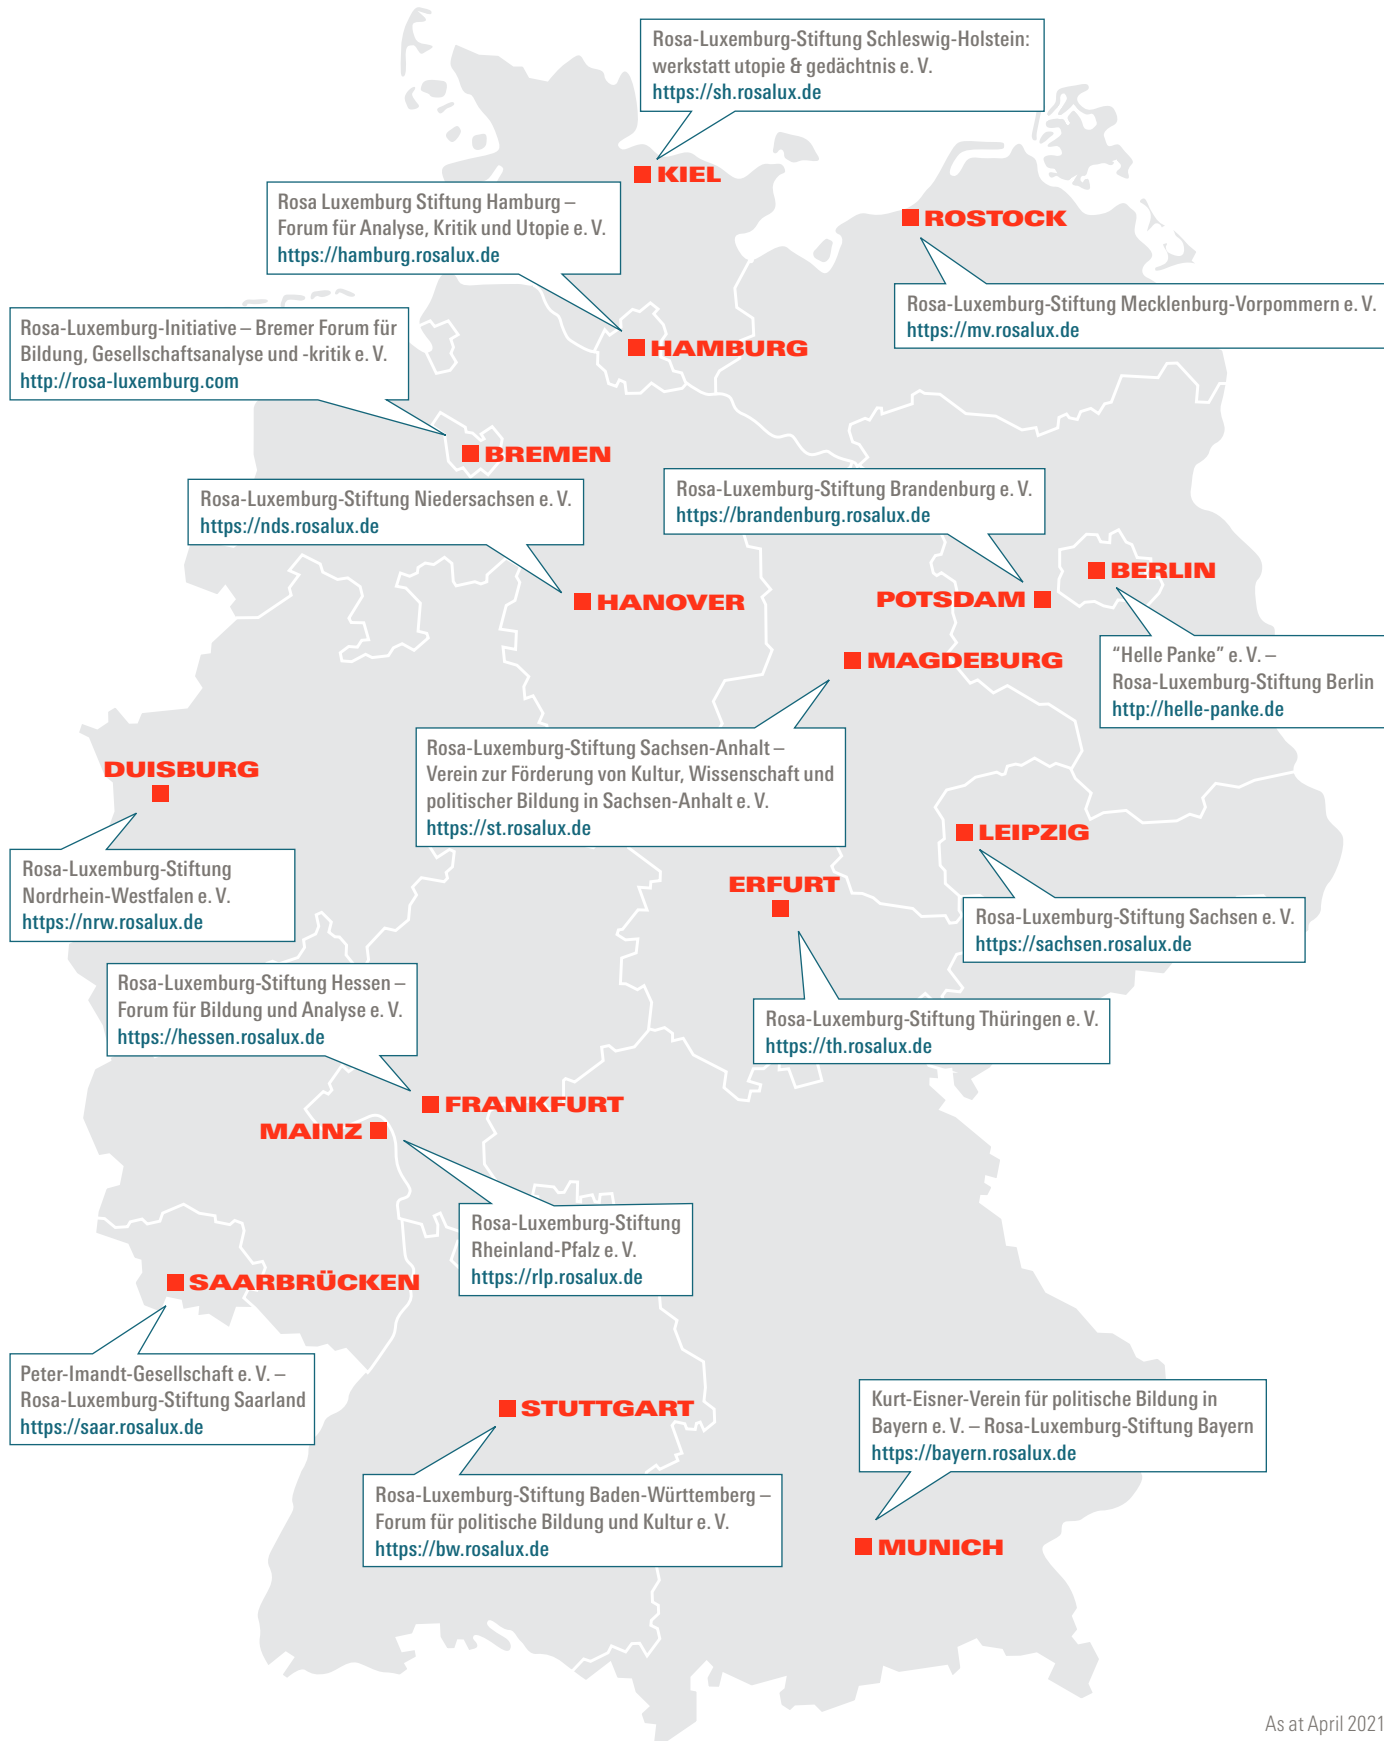 Rosa-Luxemburg-Stiftung Schleswig-Holstein:
werkstatt utopie & gedächtnis e. V.
https://sh.rosalux.de
KIEL
Rosa Luxemburg Stiftung Hamburg –
Forum für Analyse, Kritik und Utopie e. V.
https://hamburg.rosalux.de
ROSTOCK
Rosa-Luxemburg-Stiftung Mecklenburg-Vorpommern e. V.
https://mv.rosalux.de
Rosa-Luxemburg-Initiative – Bremer Forum für
Bildung, Gesellschaftsanalyse und -kritik e. V.
http://rosa-luxemburg.com
HAMBURG
BREMEN
Rosa-Luxemburg-Stiftung Niedersachsen e. V.
https://nds.rosalux.de
Rosa-Luxemburg-Stiftung Brandenburg e. V.
https://brandenburg.rosalux.de
HANOVER
POTSDAM
BERLIN
"Helle Panke" e. V. –
Rosa-Luxemburg-Stiftung Berlin
http://helle-panke.de
MAGDEBURG
Rosa-Luxemburg-Stiftung Sachsen-Anhalt –
Verein zur Förderung von Kultur, Wissenschaft und
politischer Bildung in Sachsen-Anhalt e. V.
https://st.rosalux.de
DUISBURG
Rosa-Luxemburg-Stiftung
Nordrhein-Westfalen e. V.
https://nrw.rosalux.de
LEIPZIG
Rosa-Luxemburg-Stiftung Sachsen e. V.
https://sachsen.rosalux.de
ERFURT
Rosa-Luxemburg-Stiftung Thüringen e. V.
https://th.rosalux.de
Rosa-Luxemburg-Stiftung Hessen –
Forum für Bildung und Analyse e. V.
https://hessen.rosalux.de
FRANKFURT
MAINZ
Rosa-Luxemburg-Stiftung
Rheinland-Pfalz e. V.
https://rlp.rosalux.de
SAARBRÜCKEN
Peter-Imandt-Gesellschaft e. V. –
Rosa-Luxemburg-Stiftung Saarland
https://saar.rosalux.de
STUTTGART
Rosa-Luxemburg-Stiftung Baden-Württemberg –
Forum für politische Bildung und Kultur e. V.
https://bw.rosalux.de
Kurt-Eisner-Verein für politische Bildung in
Bayern e. V. – Rosa-Luxemburg-Stiftung Bayern
https://bayern.rosalux.de
MUNICH
As at April 2021